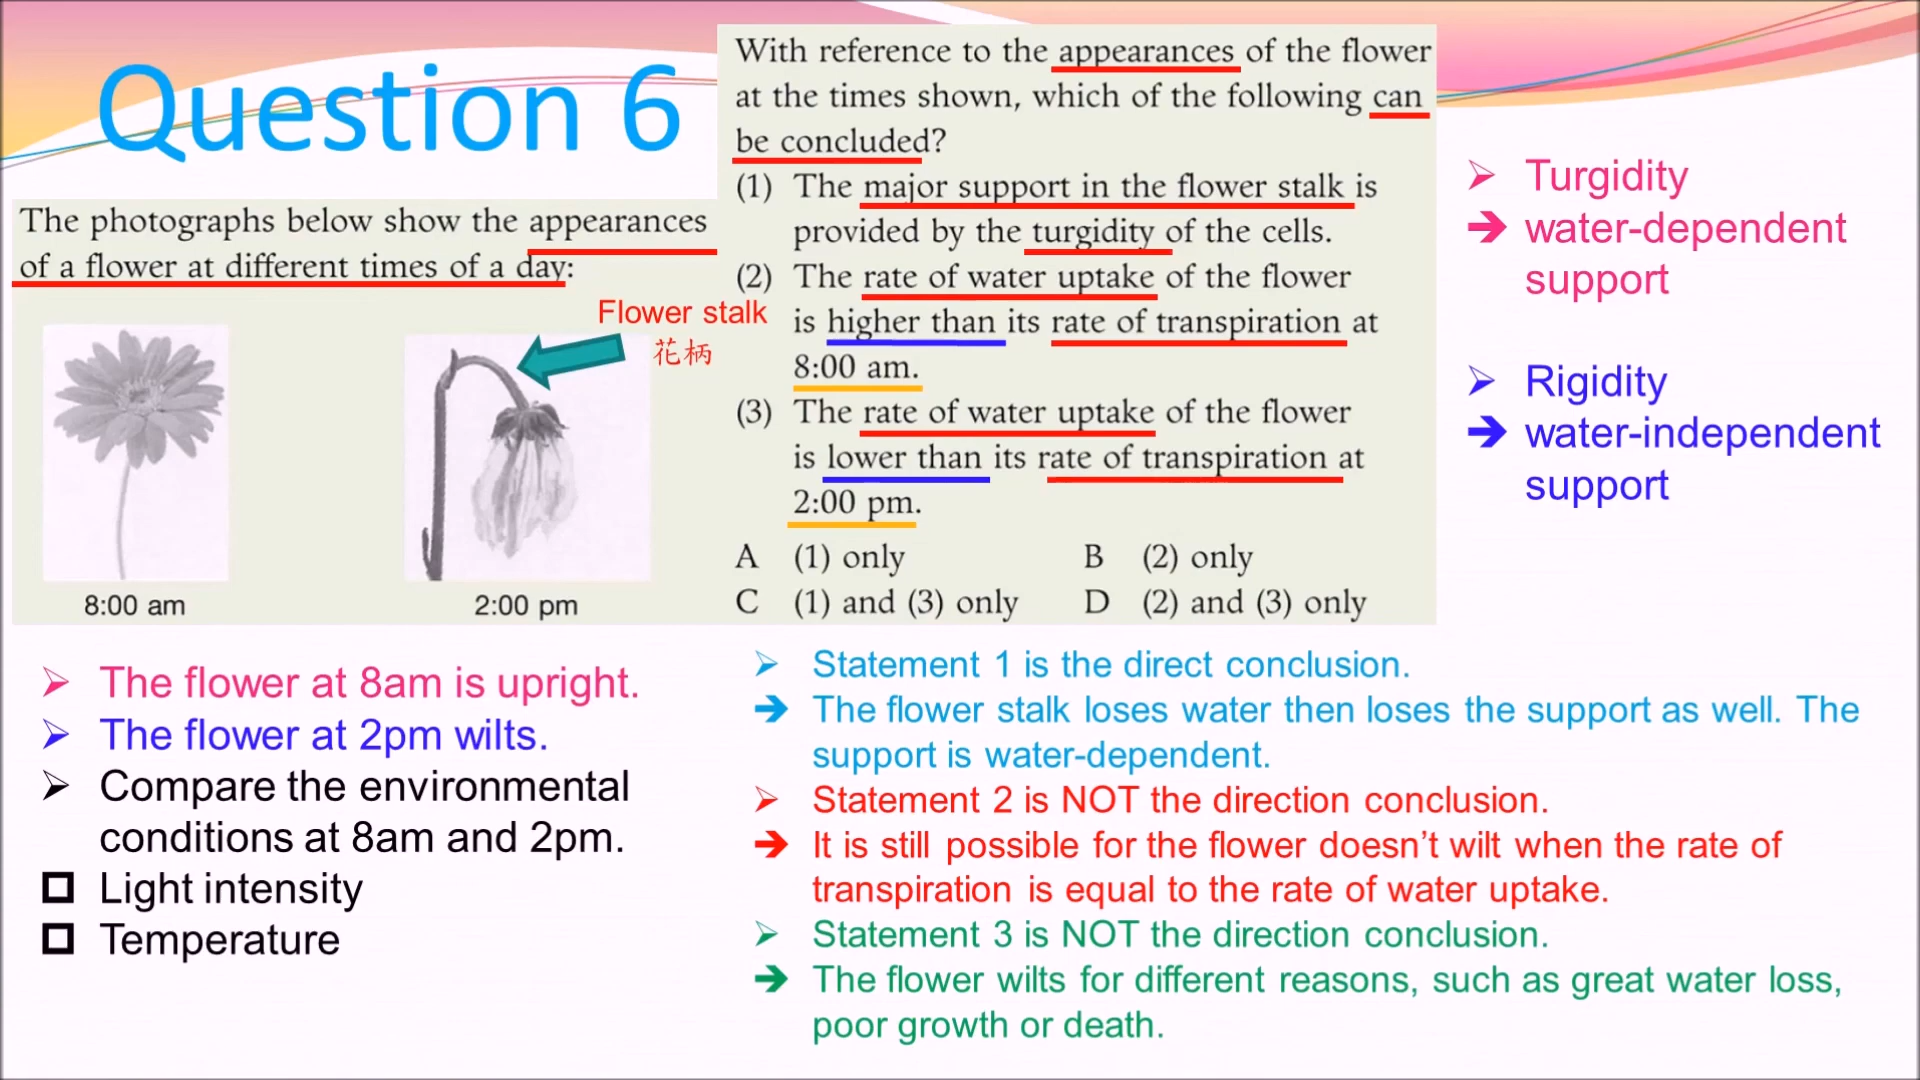 Question 6
The photographs below show the appearances
of a flower at different times of a day:
Flower stalk
花柄
8:00 am
2:00 pm
With reference to the appearances of the flower
at the times shown, which of the following can
be concluded?
(1) The major support in the flower stalk is
provided by the turgidity of the cells.
(2) The rate of water uptake of the flower
is higher than its rate of transpiration at
8:00 am.
(3) The rate of water uptake of the flower
is lower than its rate of transpiration at
2:00 pm.
A (1) only B (2) only
C (1) and (3) only D (2) and (3) only
➢ Turgidity
➔ water-dependent
support
➢ Rigidity
➔ water-independent
support
➢ The flower at 8am is upright.
➢ The flower at 2pm wilts.
➢ Compare the environmental
conditions at 8am and 2pm.
❑ Light intensity
❑ Temperature
➢ Statement 1 is the direct conclusion.
➔ The flower stalk loses water then loses the support as well. The
support is water-dependent.
➢ Statement 2 is NOT the direction conclusion.
➔ It is still possible for the flower doesn't wilt when the rate of
transpiration is equal to the rate of water uptake.
➢ Statement 3 is NOT the direction conclusion.
➔ The flower wilts for different reasons, such as great water loss,
poor growth or death.